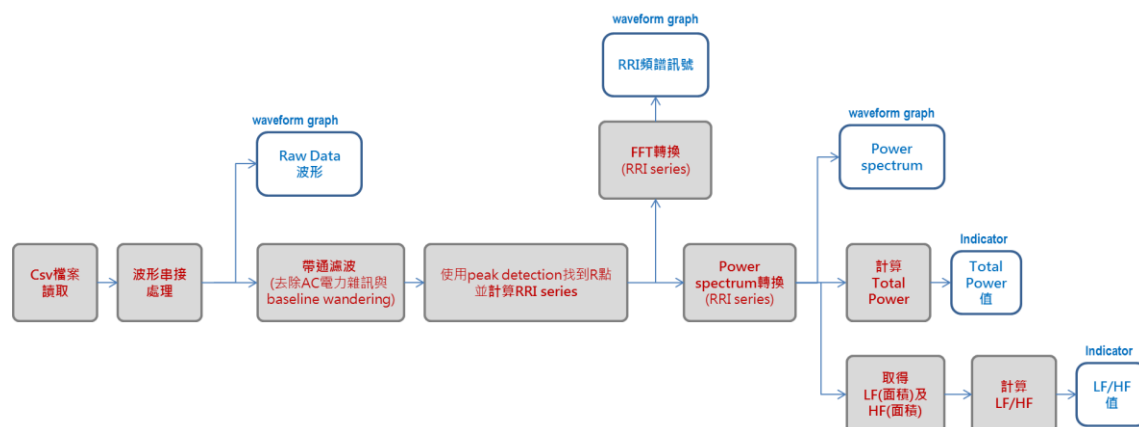 waveform graph
RRI頻譜訊號
waveform graph
Raw Data
波形
FFT轉換
(RRI series)
waveform graph
Power
spectrum
Csv檔案
讀取
波形串接
處理
帶通濾波
(去除AC電力雜訊與
baseline wandering)
使用peak detection找到R點
並計算RRI series
Power
spectrum轉換
(RRI series)
計算
Total
Power
Indicator
Total
Power
值
取得
LF(面積)及
HF(面積)
計算
LF/HF
Indicator
LF/HF
值